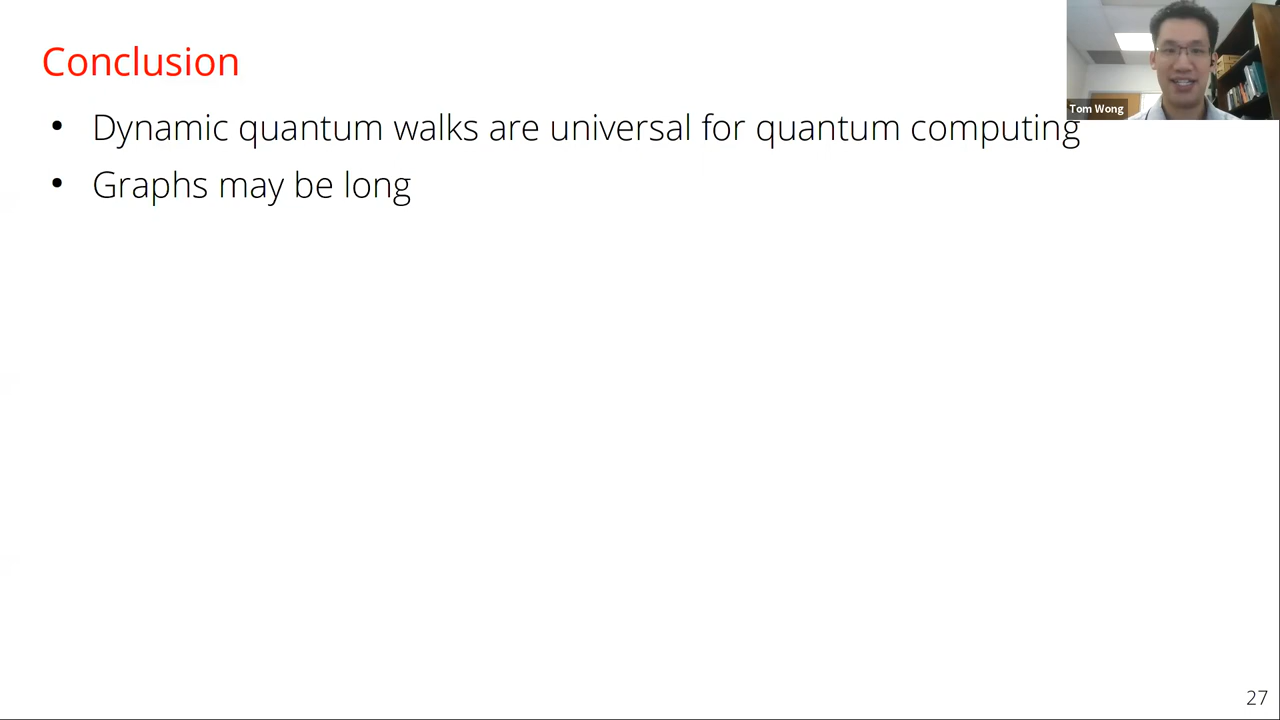 Conclusion
Tom Wong
• Dynamic quantum walks are universal for quantum computing
• Graphs may be long
27